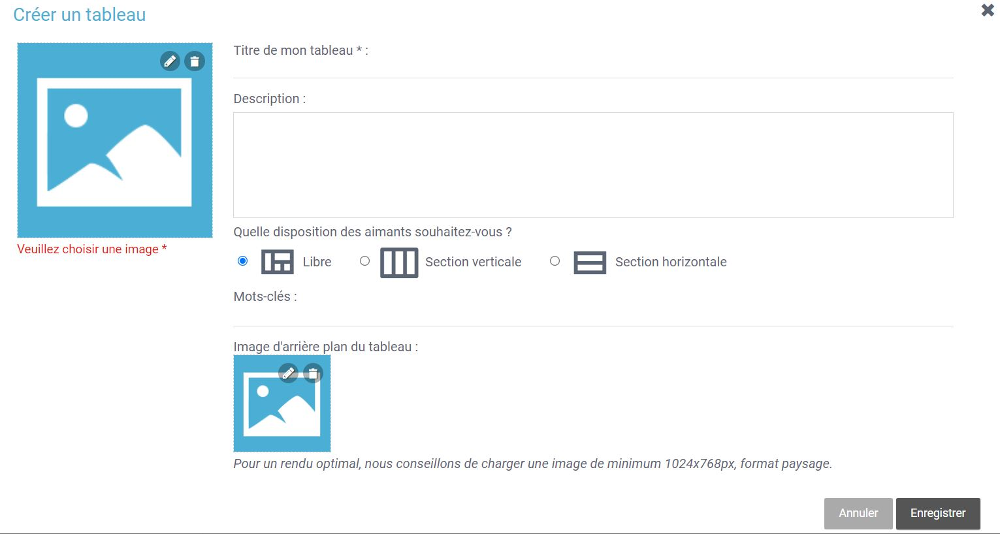 Créer un tableau
Titre de mon tableau * :
Description :
Veuillez choisir une image *
Quelle disposition des aimants souhaitez-vous ?
Libre
Section verticale
Section horizontale
Mots-clés :
Image d'arrière plan du tableau :
Pour un rendu optimal, nous conseillons de charger une image de minimum 1024x768px, format paysage.
Annuler
Enregistrer